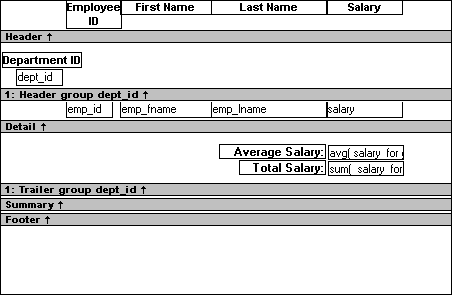 Employee ID First Name Last Name Salary
Header ↑
Department ID
dept_id
1: Header group dept_id ↑
emp_id emp_fname emp_lname salary
Detail ↑
Average Salary: avg( salary for
Total Salary: sum( salary for
1: Trailer group dept_id ↑
Summary ↑
Footer ↑